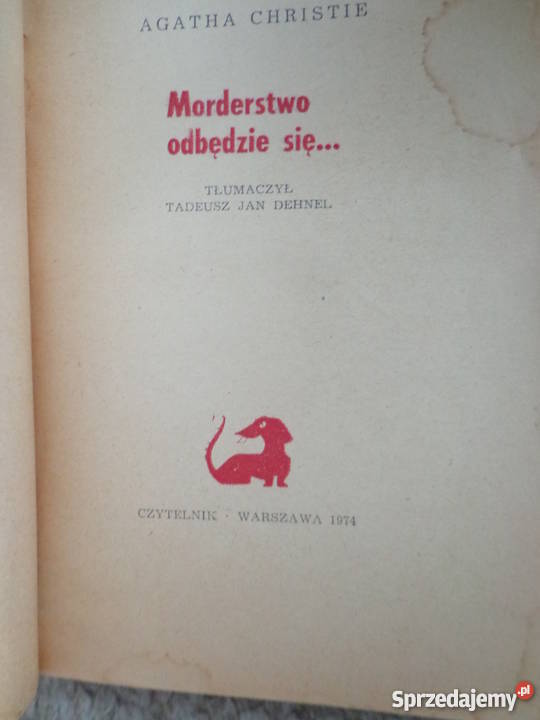 AGATHA CHRISTIE
Morderstwo
odbędzie się...
TŁUMACZYŁ
TADEUSZ JAN DEHNEL
CZYTELNIK · WARSZAWA 1974
Sprzedajemy.pl